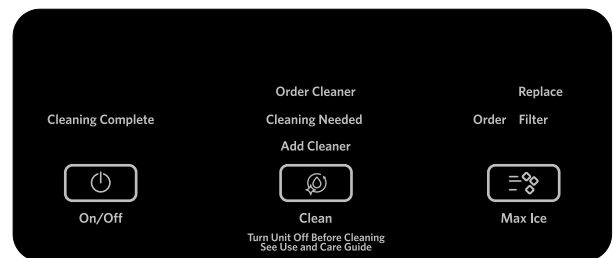 Order Cleaner
Replace
Cleaning Complete
Cleaning Needed
Order Filter
Add Cleaner
On/Off
Clean
Max Ice
Turn Unit Off Before Cleaning
See Use and Care Guide